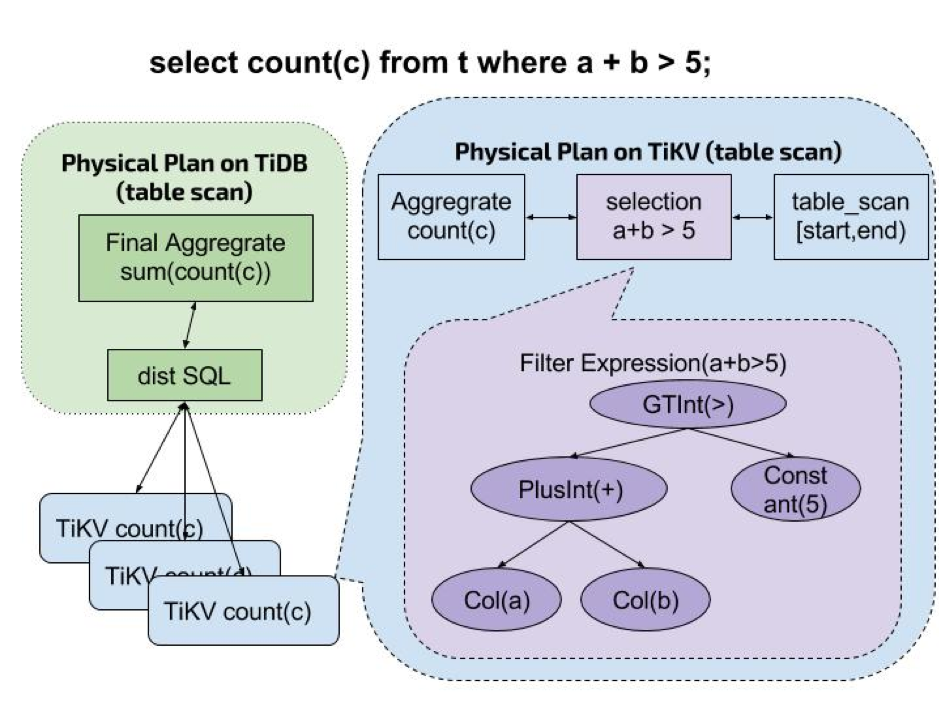 select count(c) from t where a + b > 5;
Physical Plan on TiDB
(table scan)
Final Aggregrate
sum(count(c))
dist SQL
TiKV count(c)
TiKV count(c)
TiKV count(c)
Physical Plan on TiKV (table scan)
Aggregrate
count(c)
selection
a+b > 5
table_scan
[start,end)
Filter Expression(a+b>5)
GTInt(>)
PlusInt(+)
Const
ant(5)
Col(a)
Col(b)